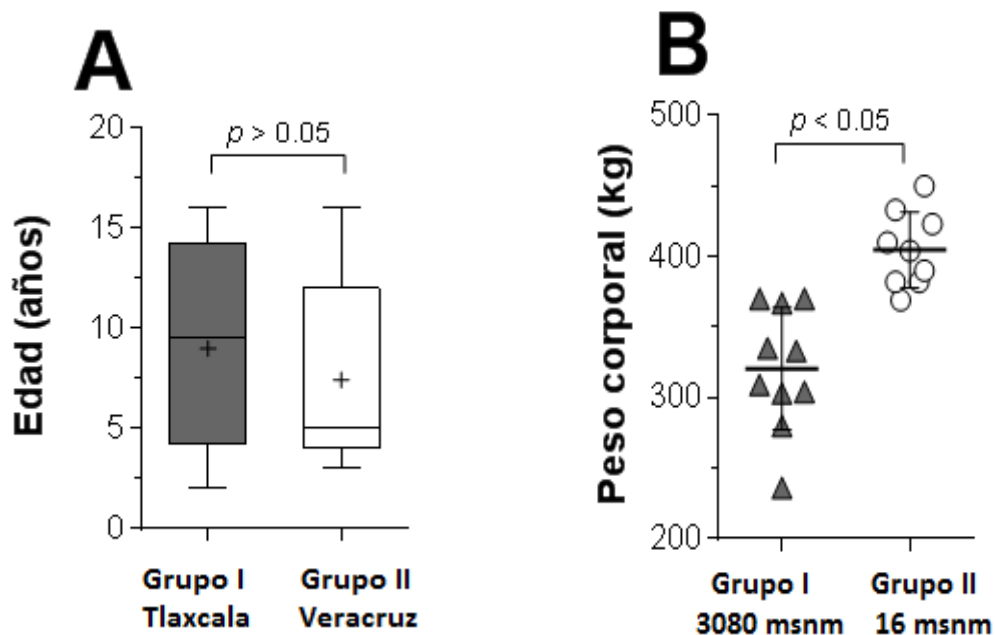 A
Edad (años)
20
15
10
5
0
p > 0.05
Grupo I
Tlaxcala
Grupo II
Veracruz
B
Peso corporal (kg)
500
400
300
200
p < 0.05
Grupo I
3080 msnm
Grupo II
16 msnm